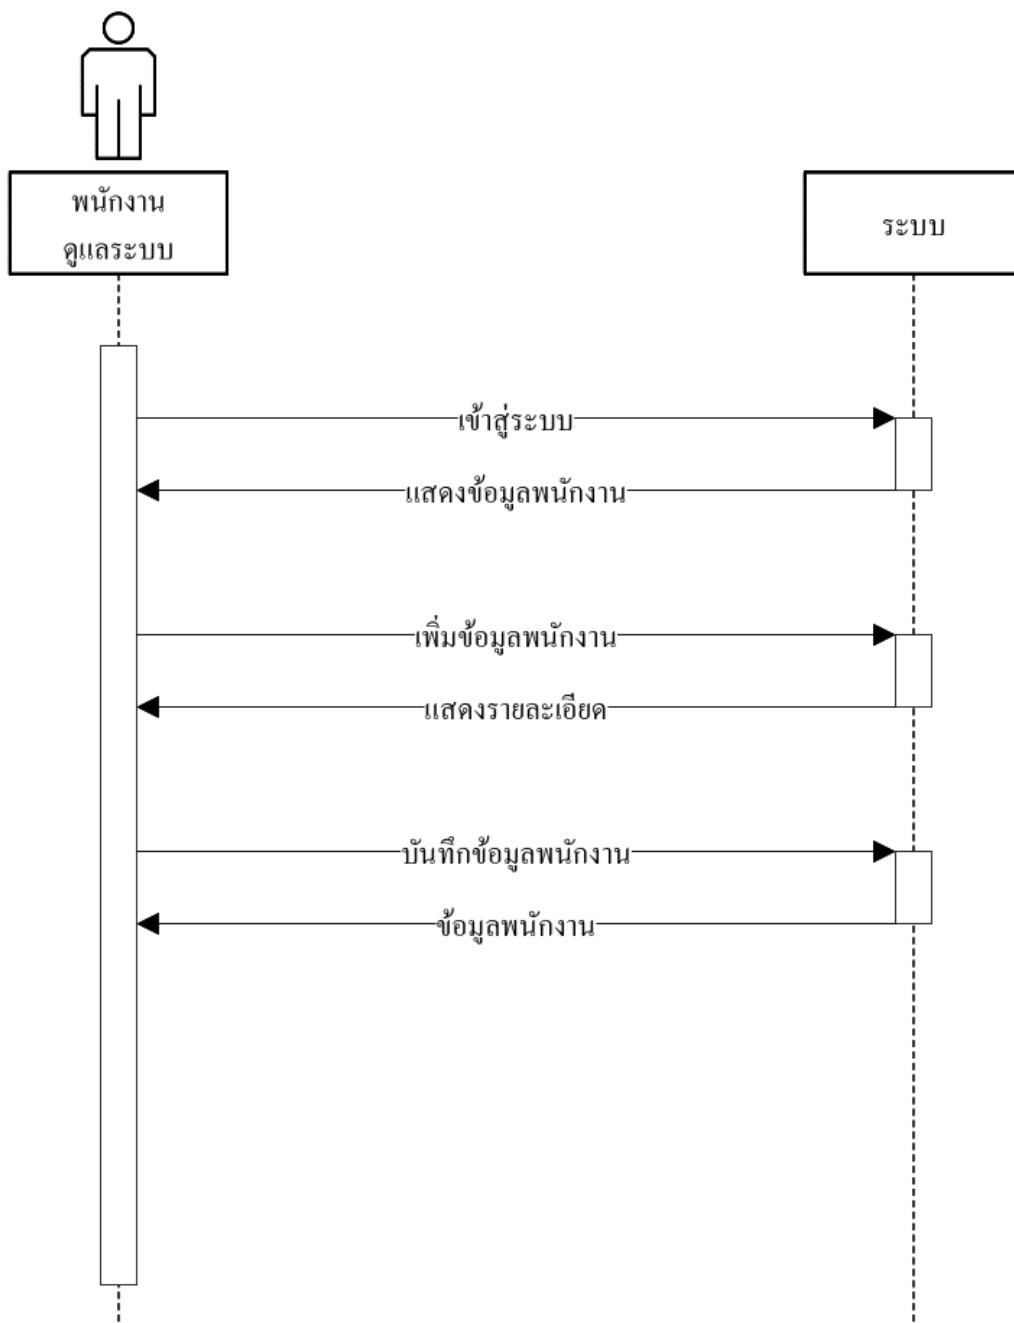 พนักงาน
ดูแลระบบ
ระบบ
เข้าสู่ระบบ
แสดงข้อมูลพนักงาน
เพิ่มข้อมูลพนักงาน
แสดงรายละเอียด
บันทึกข้อมูลพนักงาน
ข้อมูลพนักงาน